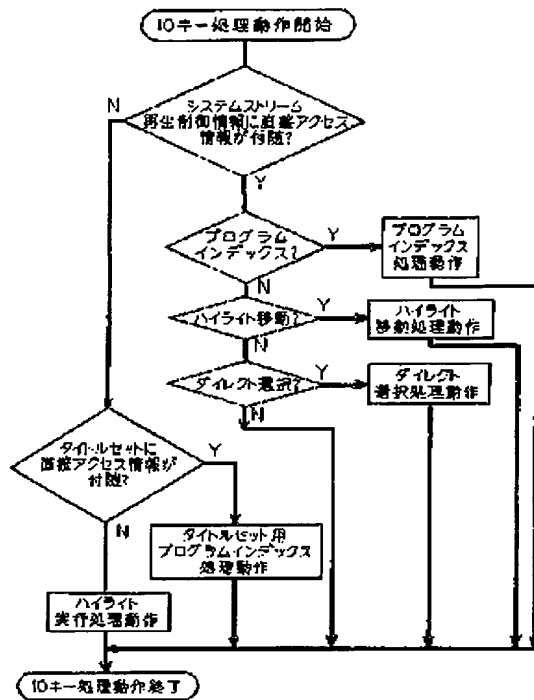 10キー処理動作開始
N
システムストリーム
再生制御情報に直接アクセス
情報が付随?
Y
プログラム
インデックス?
Y
プログラム
インデックス
処理動作
N
ハイライト移動?
Y
ハイライト
移動処理動作
N
ダイレクト選択?
Y
ダイレクト
選択処理動作
N
タイトルセットに
直接アクセス情報が
付随?
Y
N
タイトルセット用
プログラムインデックス
処理動作
ハイライト
実行処理動作
10キー処理動作終了